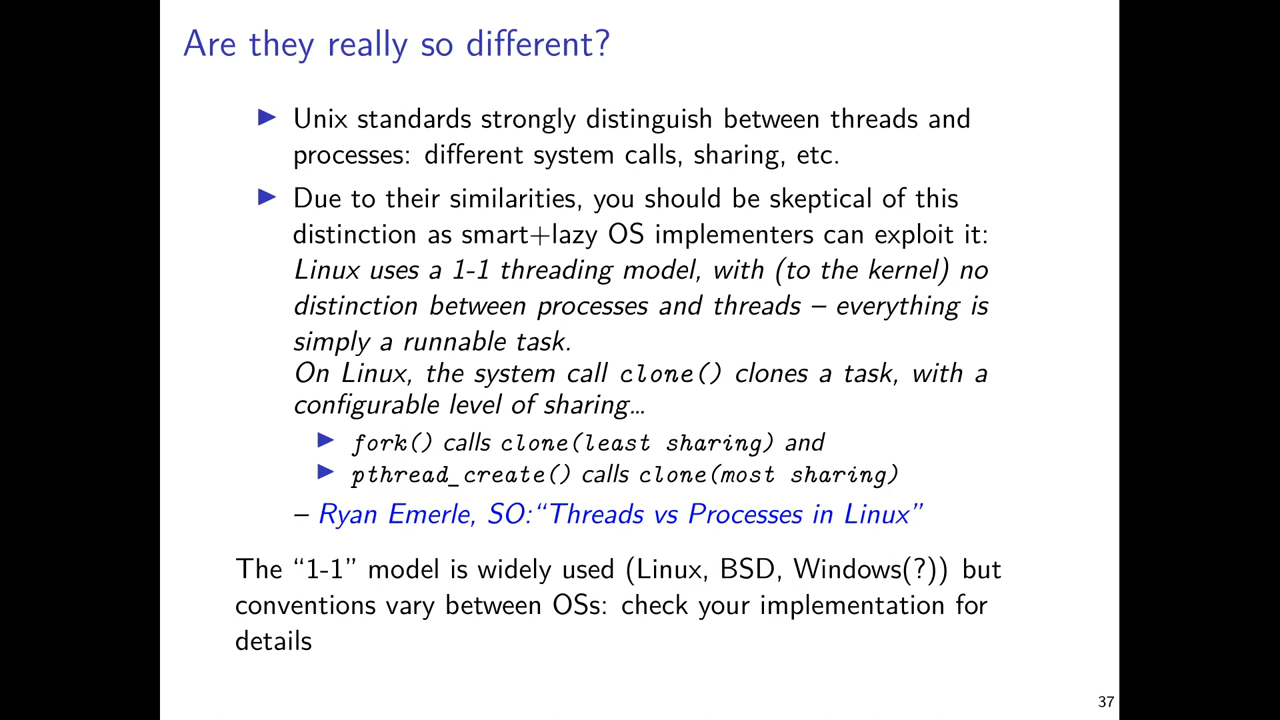 Are they really so different?
▶ Unix standards strongly distinguish between threads and
processes: different system calls, sharing, etc.
▶ Due to their similarities, you should be skeptical of this
distinction as smart+lazy OS implementers can exploit it:
Linux uses a 1-1 threading model, with (to the kernel) no
distinction between processes and threads – everything is
simply a runnable task.
On Linux, the system call clone() clones a task, with a
configurable level of sharing…
▶ fork() calls clone(least sharing) and
▶ pthread_create() calls clone(most sharing)
– Ryan Emerle, SO:“Threads vs Processes in Linux”
The “1-1” model is widely used (Linux, BSD, Windows(?)) but
conventions vary between OSs: check your implementation for
details
37